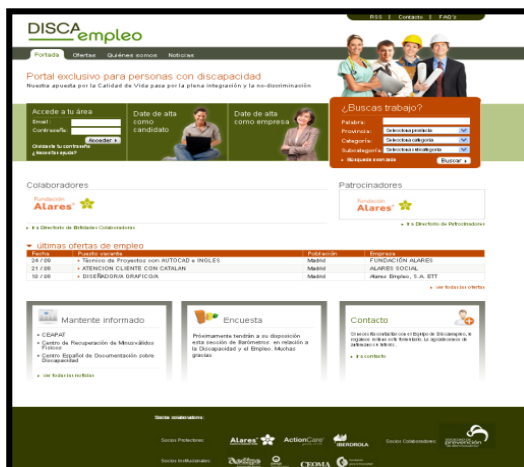 RSS | Contacto | FAQ's
DISCA
empleo
Portada Ofertas Quiénes somos Noticias
Portal exclusivo para personas con discapacidad
Nuestra apuesta por la Calidad de Vida pasa por la plena integración y la no-discriminación
Accede a tu área
Email:
Contraseña:
Acceder
Olvidaste tu contraseña
¿Necesitas ayuda?
Date de alta
como
candidato
Date de alta
como empresa
¿Buscas trabajo?
Palabra:
Provincia: Selecciona provincia
Categoría: Selecciona categoría
Subcategoría: Selecciona subcategoría
Búsqueda avanzada
Buscar
Colaboradores
Fundación
Alares
Ir a Directorio de Entidades Colaboradoras
Patrocinadores
Fundación
Alares
Ir a Directorio de Patrocinadores
últimas ofertas de empleo
Fecha Puesto vacante Población Empresa
24 / 09 Técnico de Proyectos con AUTOCAD e INGLES Madrid FUNDACIÓN ALARES
21 / 09 ATENCION CLIENTE CON CATALAN Madrid ALARES SOCIAL
10 / 09 DISEÑADOR/A GRAFICO/A Madrid Alares Empleo, S.A. ETT
Ver todas las ofertas
Mantente informado
CEAPAT
Centro de Recuperación de Minusválidos
Físicos
Centro Español de Documentación sobre
Discapacidad
Ver todas las noticias
Encuesta
Próximamente tendrán a su disposición
esta sección de Barómetros en relación a
la Discapacidad y el Empleo. Muchas
gracias
Contacto
Ir a contacto
Socios colaboradores:
Socios Protectores: Alares ActionCare IBERDROLA Socios Colaboradores: prevención
Socios Institucionales: Aedipe CEOMA